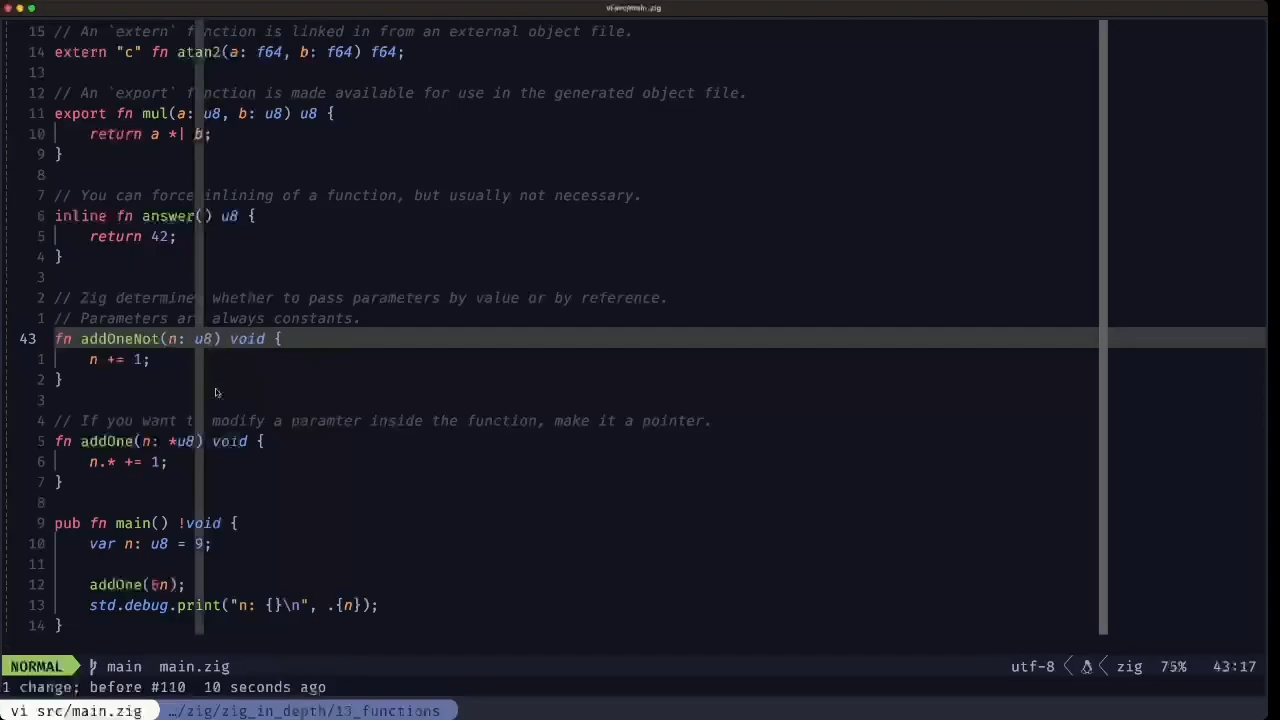 vi src/main.zig
15 // An `extern` function is linked in from an external object file.
14 extern "c" fn atan2(a: f64, b: f64) f64;
13
12 // An `export` function is made available for use in the generated object file.
11 export fn mul(a: u8, b: u8) u8 {
10     return a *| b;
9 }
8
7 // You can force inlining of a function, but usually not necessary.
6 inline fn answer() u8 {
5     return 42;
4 }
3
2 // Zig determines whether to pass parameters by value or by reference.
1 // Parameters are always constants.
43 fn addOneNot(n: u8) void {
1     n += 1;
2 }
3
4 // If you want to modify a paramter inside the function, make it a pointer.
5 fn addOne(n: *u8) void {
6     n.* += 1;
7 }
8
9 pub fn main() !void {
10     var n: u8 = 9;
11
12     addOne(&n);
13     std.debug.print("n: {}\n", .{n});
14 }
NORMAL main main.zig utf-8 zig 75% 43:17
1 change; before #110 10 seconds ago
vi src/main.zig …/zig/zig_in_depth/13_functions